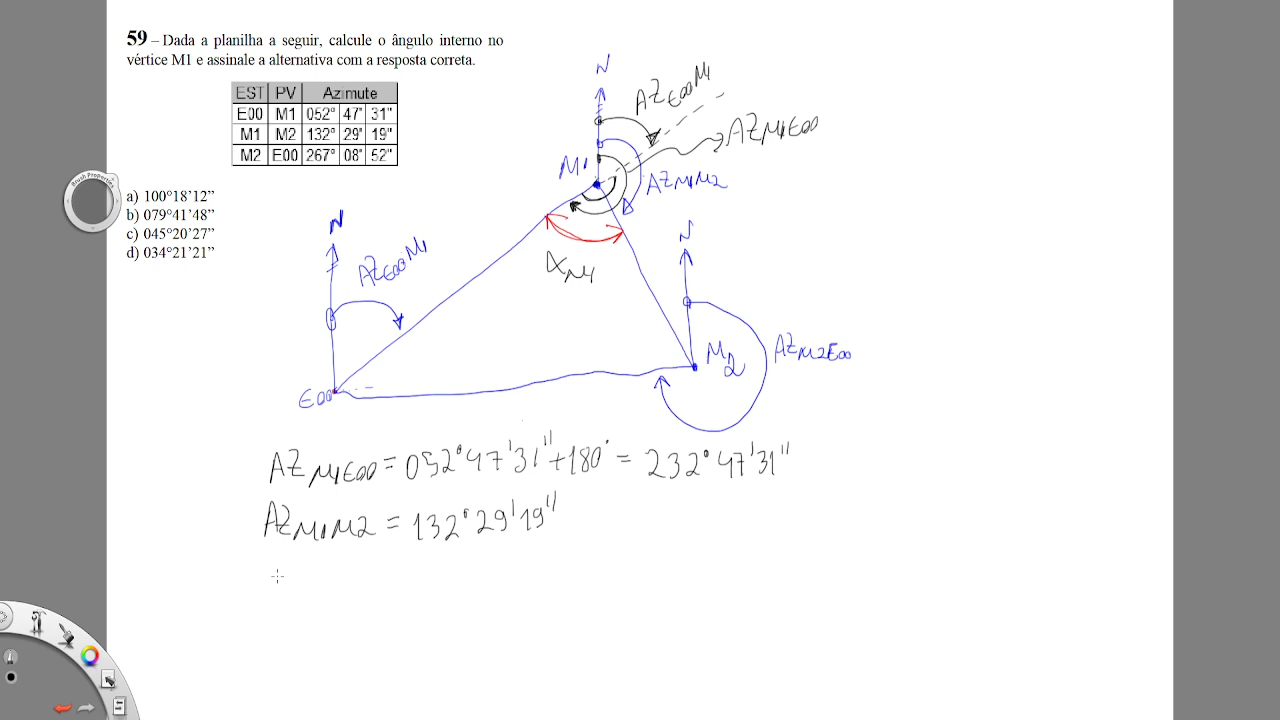 59 – Dada a planilha a seguir, calcule o ângulo interno no
vértice M1 e assinale a alternativa com a resposta correta.
EST PV Azimute
E00 M1 052° 47' 31"
M1 M2 132° 29' 19"
M2 E00 267° 08' 52"
a) 100°18'12”
b) 079°41'48”
c) 045°20'27”
d) 034°21'21”
Brush Properties
N
AZE00M1
AZM1E00
M1
AZM1M2
N
AZE00M1
N
αM1
M2
AZM2E00
E00
AZM1E00 = 052°47'31"+180° = 232°47'31"
AZM1M2 = 132°29'19"